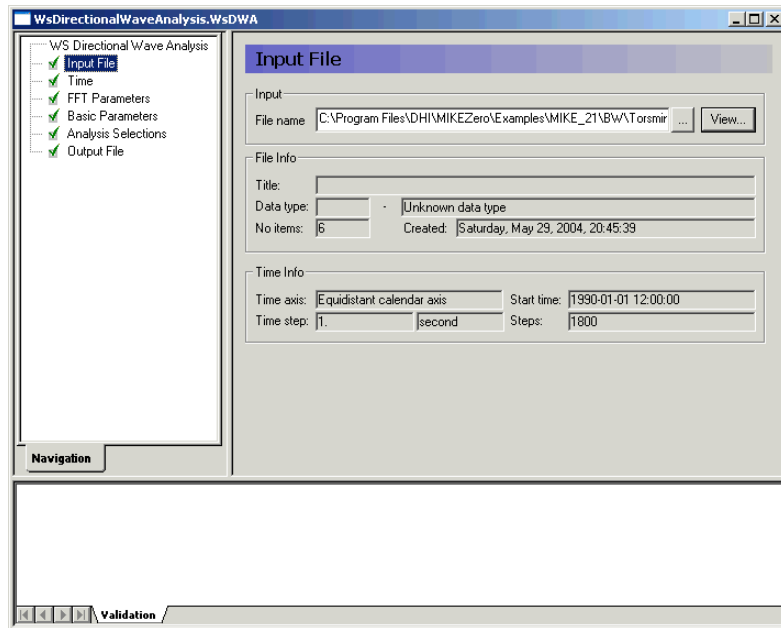 WsDirectionalWaveAnalysis.WsDWA
WS Directional Wave Analysis
Input File
Time
FFT Parameters
Basic Parameters
Analysis Selections
Output File
Navigation
Input File
Input
File name C:\Program Files\DHI\MIKEZero\Examples\MIKE_21\BW\Torsmir ... View...
File Info
Title:
Data type: - Unknown data type
No items: 6 Created: Saturday, May 29, 2004, 20:45:39
Time Info
Time axis: Equidistant calendar axis Start time: 1990-01-01 12:00:00
Time step: 1. second Steps: 1800
Validation